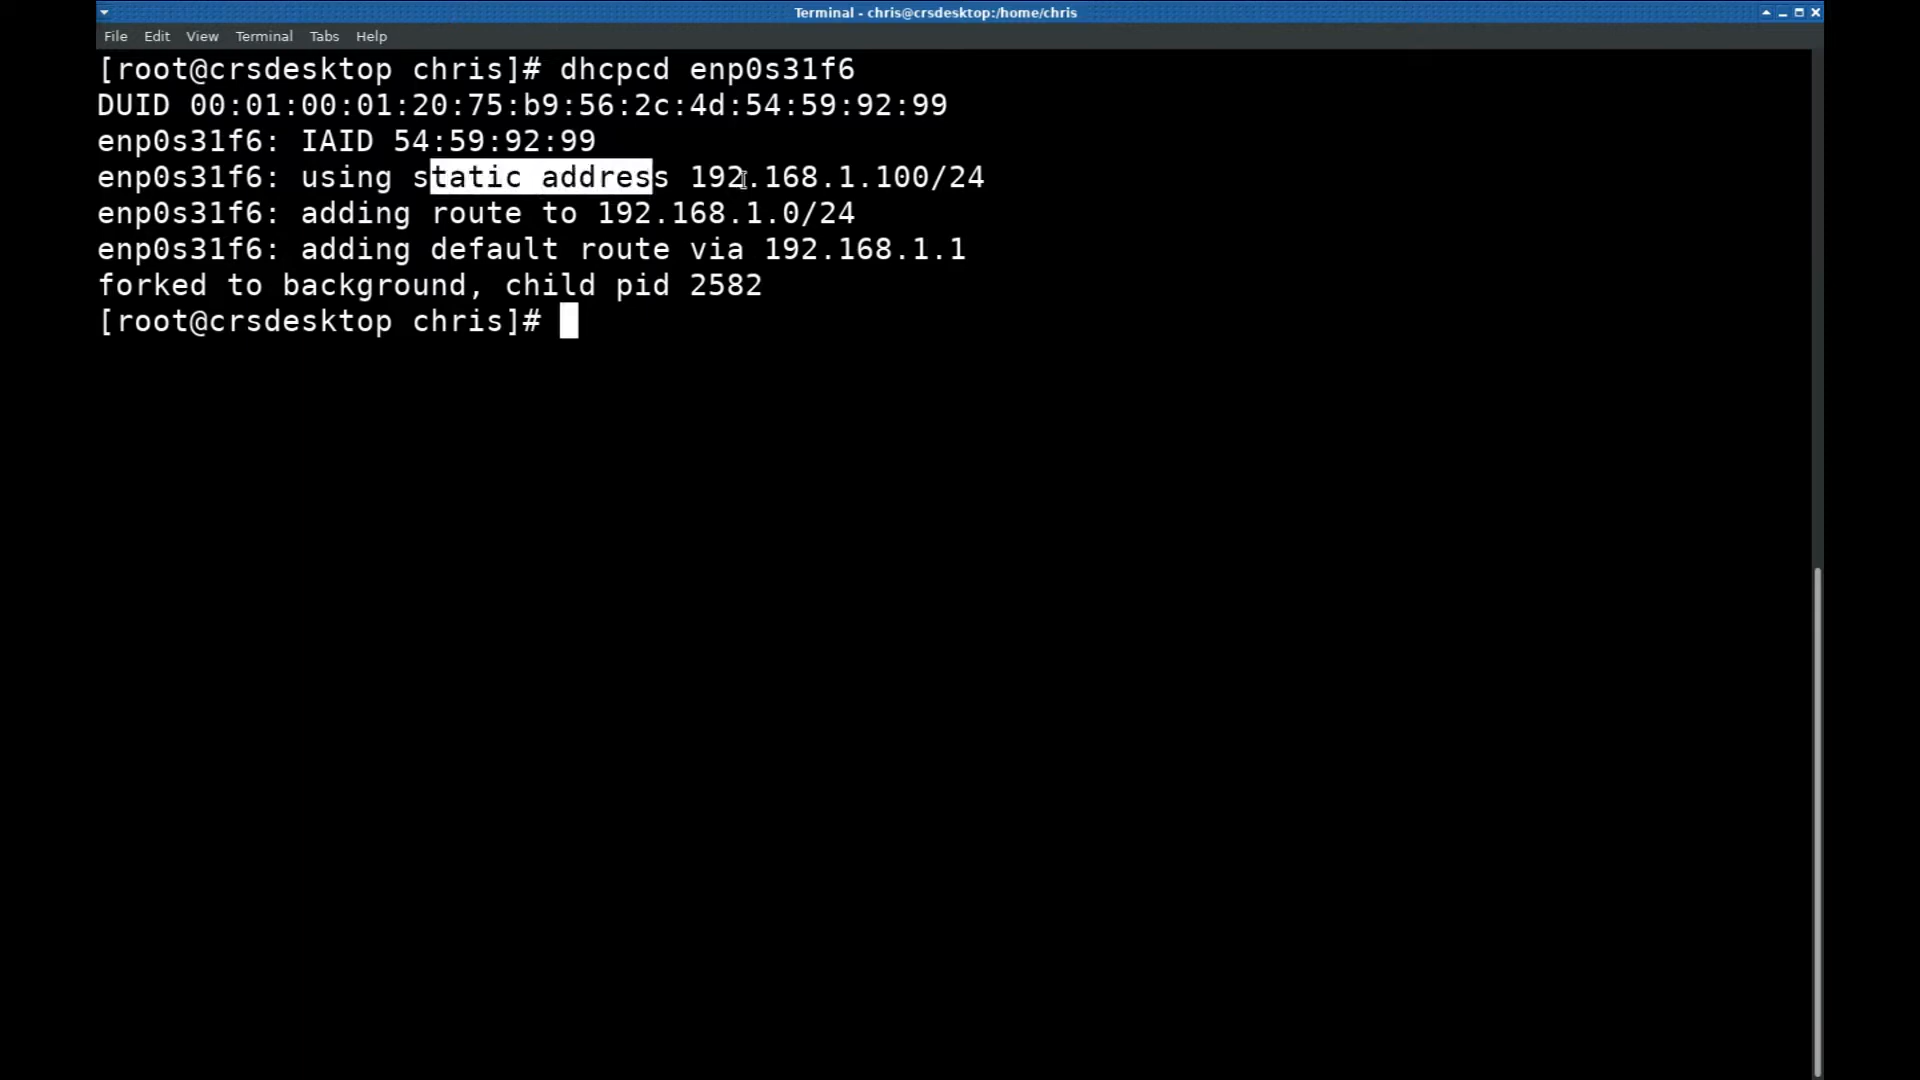 Terminal - chris@crsdesktop:/home/chris
File Edit View Terminal Tabs Help
[root@crsdesktop chris]# dhcpcd enp0s31f6
DUID 00:01:00:01:20:75:b9:56:2c:4d:54:59:92:99
enp0s31f6: IAID 54:59:92:99
enp0s31f6: using static address 192.168.1.100/24
enp0s31f6: adding route to 192.168.1.0/24
enp0s31f6: adding default route via 192.168.1.1
forked to background, child pid 2582
[root@crsdesktop chris]#